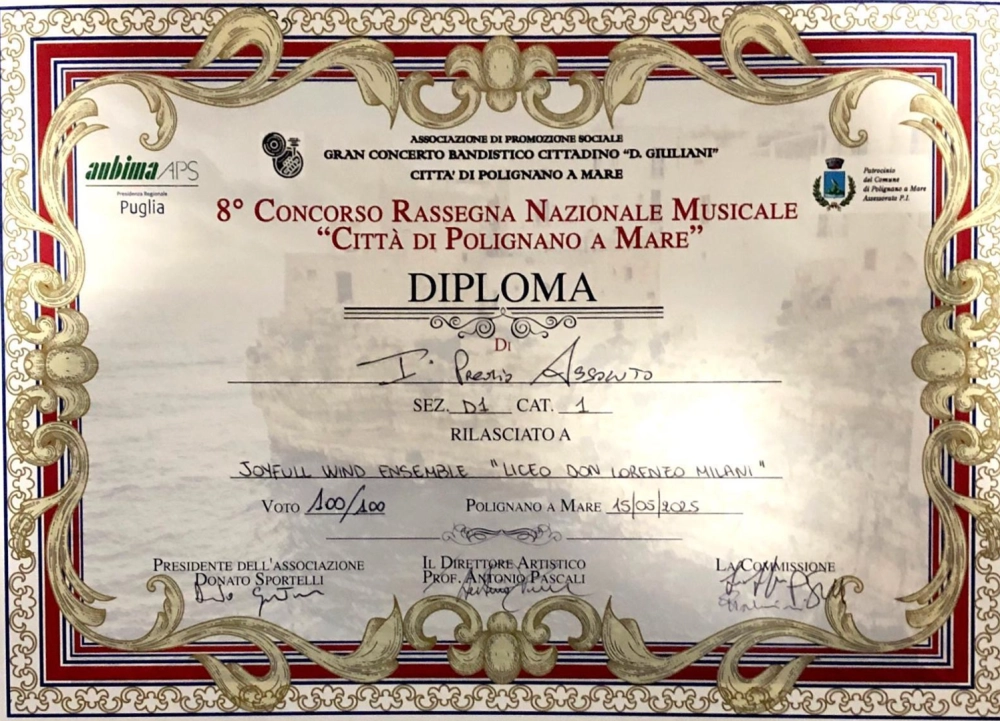 anbima APS
Presidenza Regionale
Puglia
ASSOCIAZIONE DI PROMOZIONE SOCIALE
GRAN CONCERTO BANDISTICO CITTADINO “D. GIULIANI”
CITTA’ DI POLIGNANO A MARE
Patrocinio
del Comune
di Polignano a Mare
Assessorato P.I.
8° CONCORSO RASSEGNA NAZIONALE MUSICALE
“CITTÀ DI POLIGNANO A MARE”
DIPLOMA
DI
I° Premio Assoluto
SEZ. D1 CAT. 1
RILASCIATO A
JOYFULL WIND ENSEMBLE "LICEO DON LORENZO MILANI"
VOTO 100/100 POLIGNANO A MARE 15/05/2025
PRESIDENTE DELL'ASSOCIAZIONE
DONATO SPORTELLI
IL DIRETTORE ARTISTICO
PROF. ANTONIO PASCALI
LA COMMISSIONE